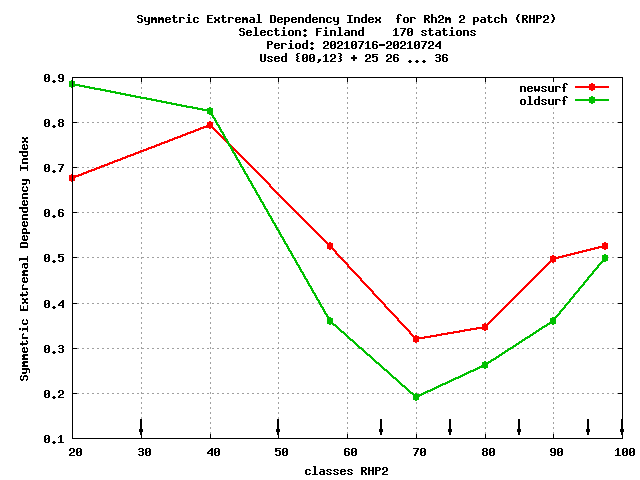 Symmetric Extremal Dependency Index  for Rh2m 2 patch (RHP2)
Selection: Finland    170 stations
Period: 20210716-20210724
Used {00,12} + 25 26 ... 36
newsurf
oldsurf
0.9
0.8
0.7
0.6
0.5
0.4
0.3
0.2
0.1
Symmetric Extremal Dependency Index
20 30 40 50 60 70 80 90 100
classes RHP2